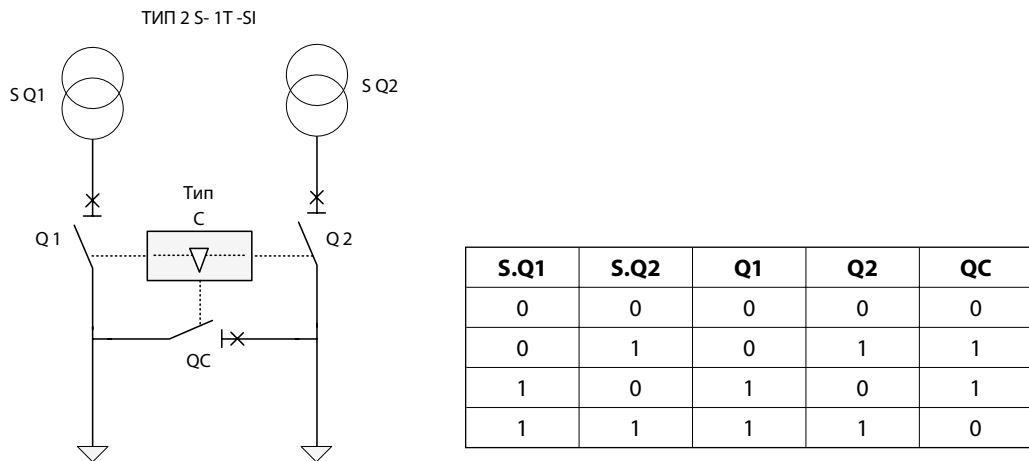 ТИП 2 S- 1T -SI
S Q1
S Q2
Тип
C
Q 1
Q 2
QC
S.Q1 S.Q2 Q1 Q2 QC
0 0 0 0 0
0 1 0 1 1
1 0 1 0 1
1 1 1 1 0